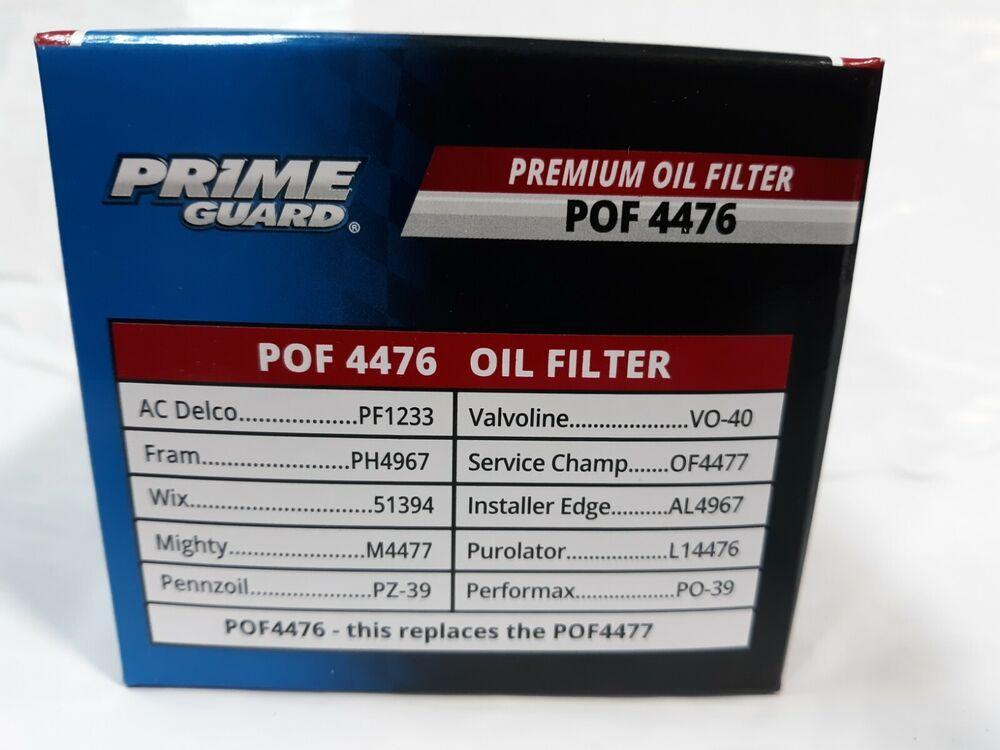 PRIME
GUARD®
PREMIUM OIL FILTER
POF 4476
POF 4476 OIL FILTER
AC Delco..................PF1233
Valvoline.....................VO-40
Fram..........................PH4967
Service Champ.......OF4477
Wix................................51394
Installer Edge..........AL4967
Mighty........................M4477
Purolator..................L14476
Pennzoil.....................PZ-39
Performax..................PO-39
POF4476 - this replaces the POF4477